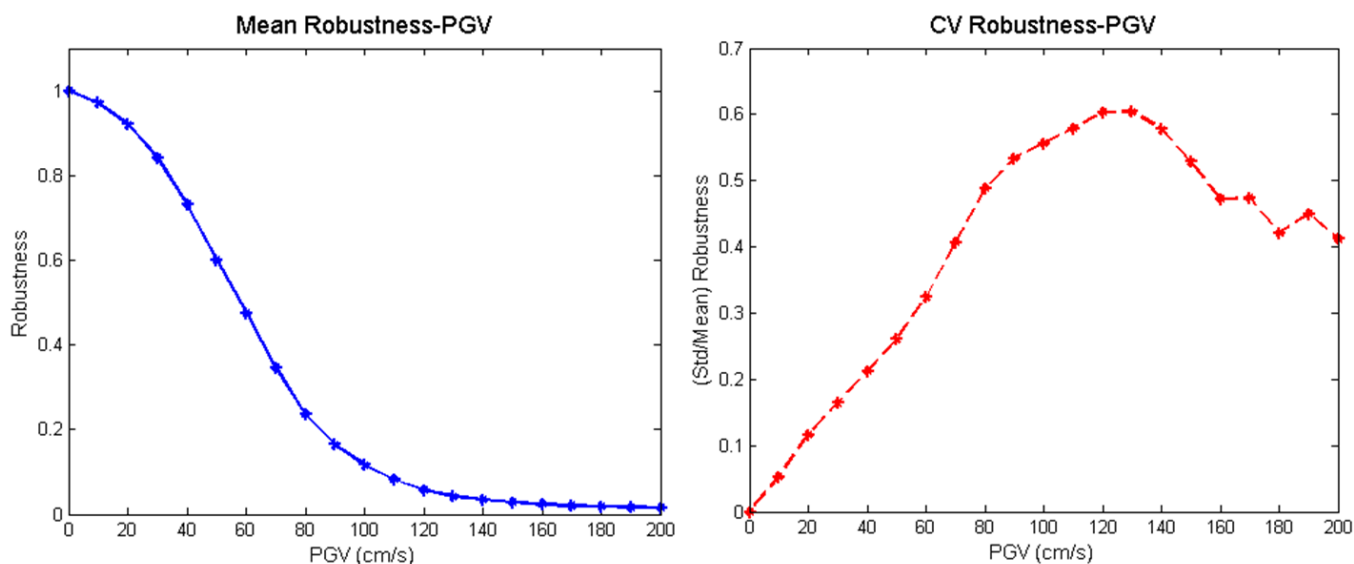 Mean Robustness-PGV
1
0.8
0.6
0.4
0.2
0
Robustness
0 20 40 60 80 100 120 140 160 180 200
PGV (cm/s)
CV Robustness-PGV
0.7
0.6
0.5
0.4
0.3
0.2
0.1
0
(Std/Mean) Robustness
0 20 40 60 80 100 120 140 160 180 200
PGV (cm/s)